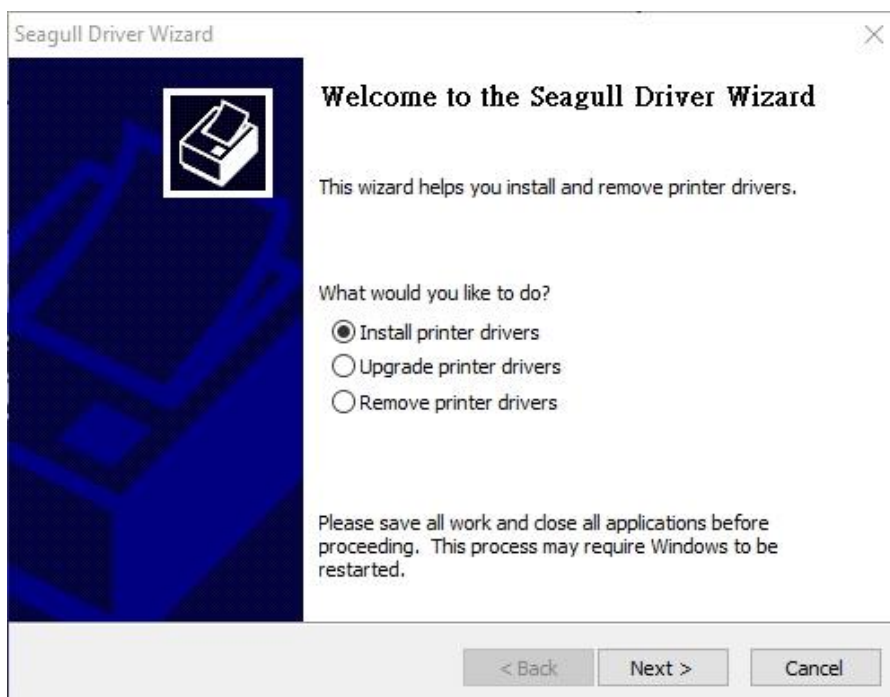 Seagull Driver Wizard
Welcome to the Seagull Driver Wizard
This wizard helps you install and remove printer drivers.
What would you like to do?
Install printer drivers
Upgrade printer drivers
Remove printer drivers
Please save all work and close all applications before
proceeding.  This process may require Windows to be
restarted.
< Back
Next >
Cancel